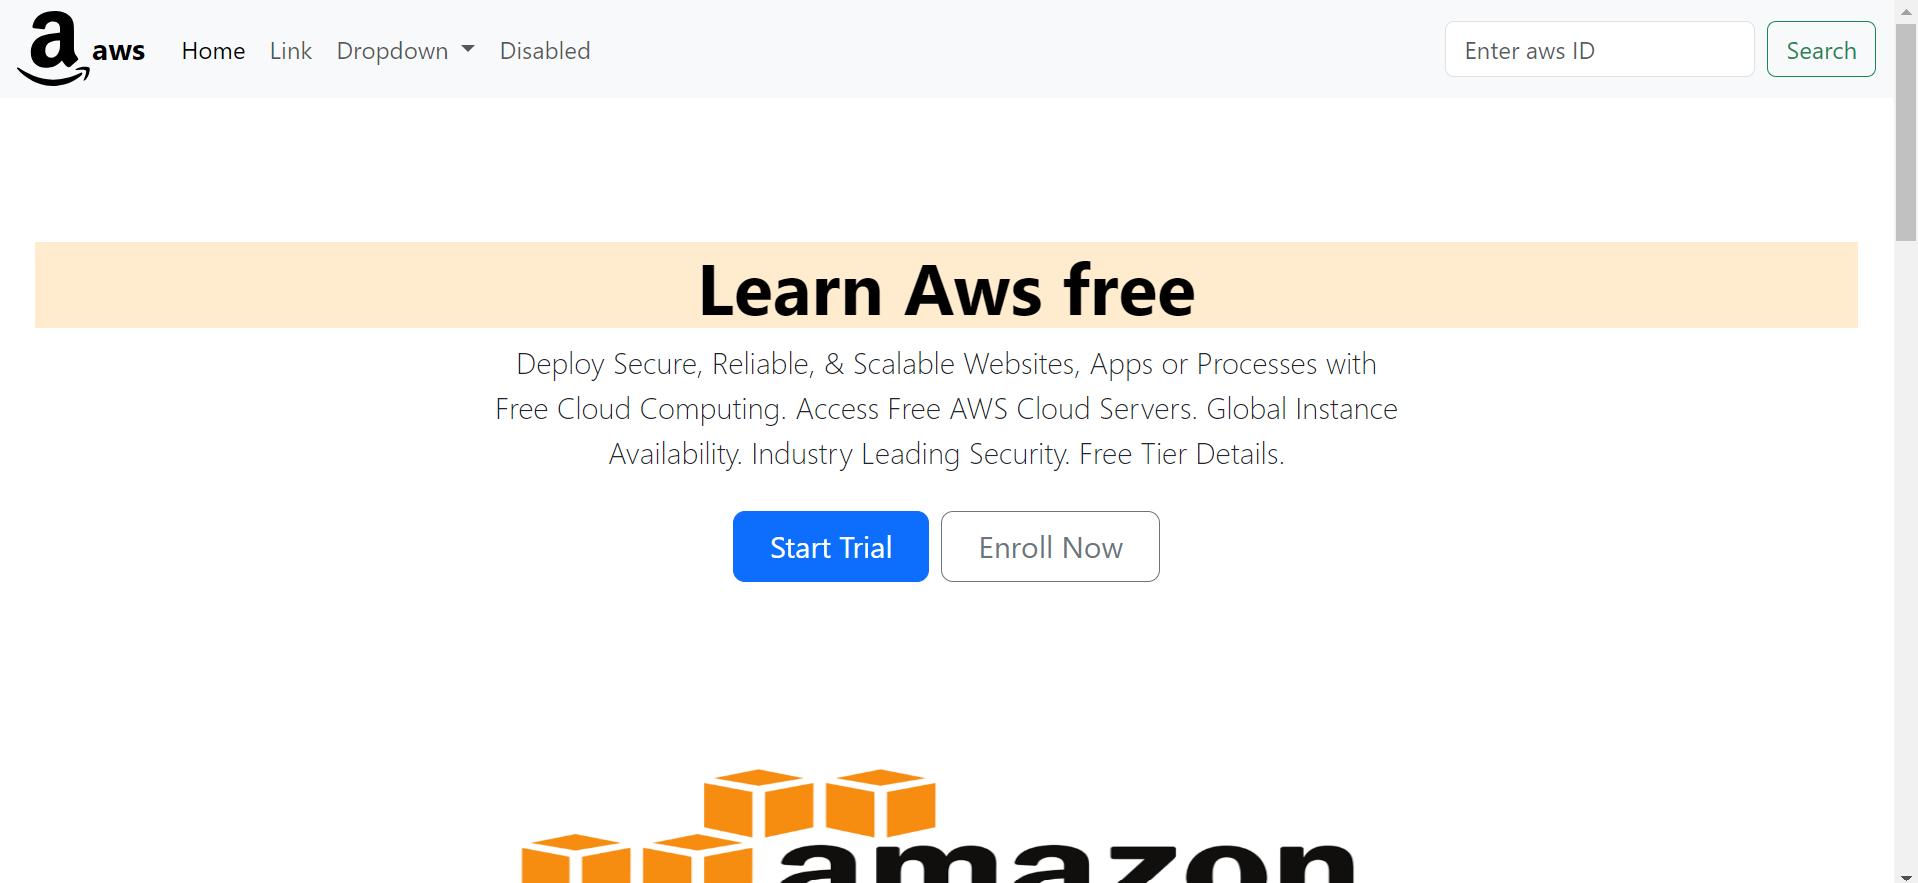 a aws Home Link Dropdown Disabled Enter aws ID Search
Learn Aws free
Deploy Secure, Reliable, & Scalable Websites, Apps or Processes with
Free Cloud Computing. Access Free AWS Cloud Servers. Global Instance
Availability. Industry Leading Security. Free Tier Details.
Start Trial Enroll Now
amazon